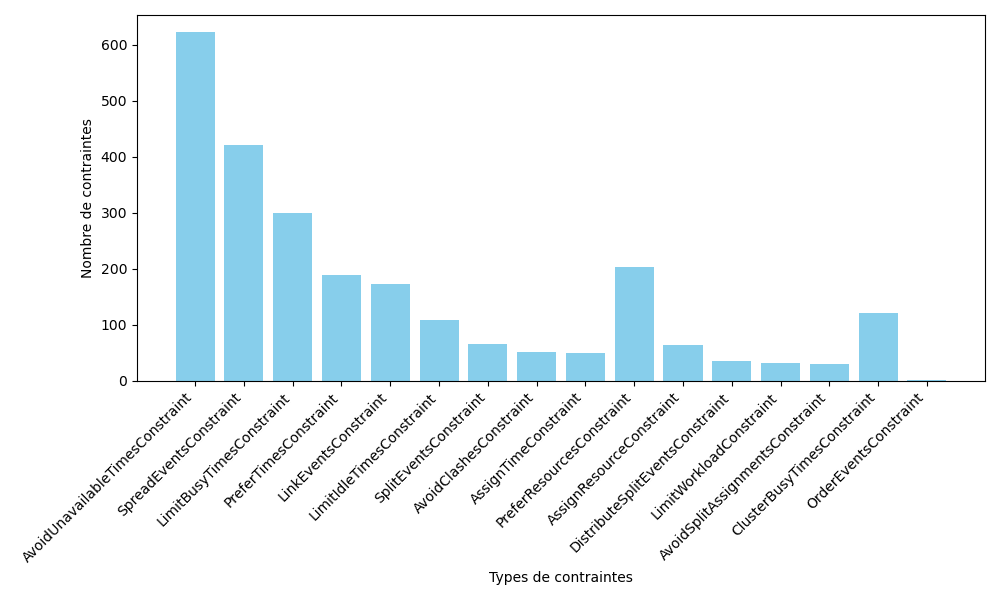 600
500
400
300
200
100
0
Nombre de contraintes
AvoidUnavailableTimesConstraint
SpreadEventsConstraint
LimitBusyTimesConstraint
PreferTimesConstraint
LinkEventsConstraint
LimitIdleTimesConstraint
SplitEventsConstraint
AvoidClashesConstraint
AssignTimeConstraint
PreferResourcesConstraint
AssignResourceConstraint
DistributeSplitEventsConstraint
LimitWorkloadConstraint
AvoidSplitAssignmentsConstraint
ClusterBusyTimesConstraint
OrderEventsConstraint
Types de contraintes